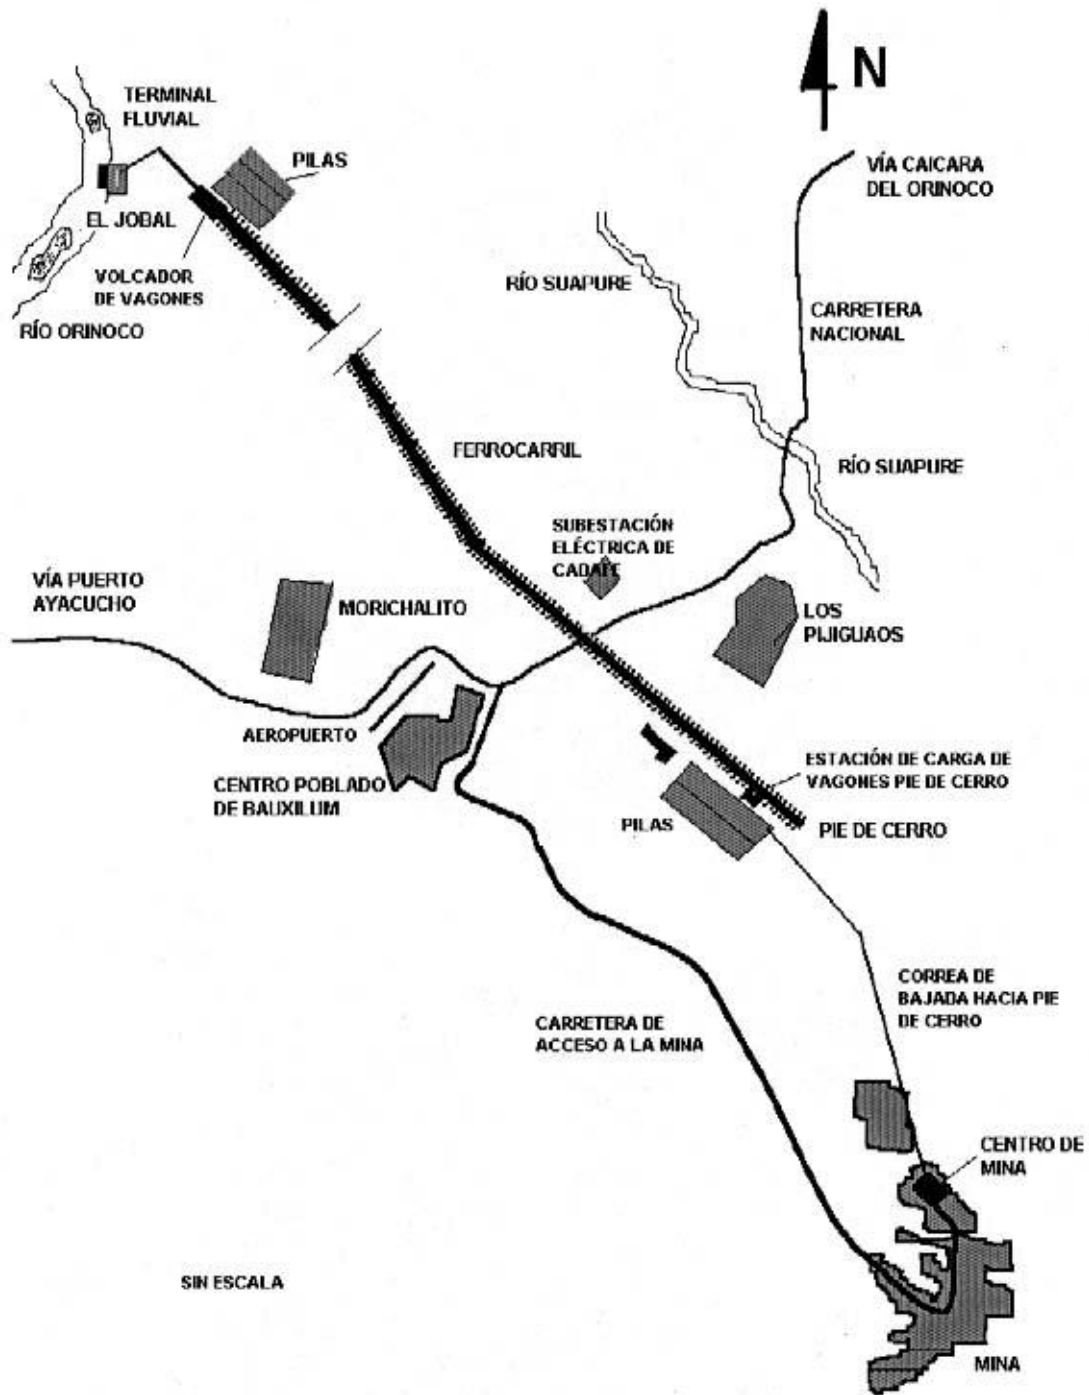 N
TERMINAL
FLUVIAL
PILAS
VÍA CAICARA
DEL ORINOCO
EL JOBAL
VOLCADOR
DE VAGONES
RÍO ORINOCO
RÍO SUAPURE
CARRETERA
NACIONAL
FERROCARRIL
RÍO SUAPURE
SUBESTACIÓN
ELÉCTRICA DE
CADAFE
VÍA PUERTO
AYACUCHO
MORICHALITO
LOS
PIJIGUAOS
AEROPUERTO
CENTRO POBLADO
DE BAUXILUM
ESTACIÓN DE CARGA DE
VAGONES PIE DE CERRO
PILAS
PIE DE CERRO
CORREA DE
BAJADA HACIA PIE
DE CERRO
CARRETERA DE
ACCESO A LA MINA
CENTRO DE
MINA
SIN ESCALA
MINA